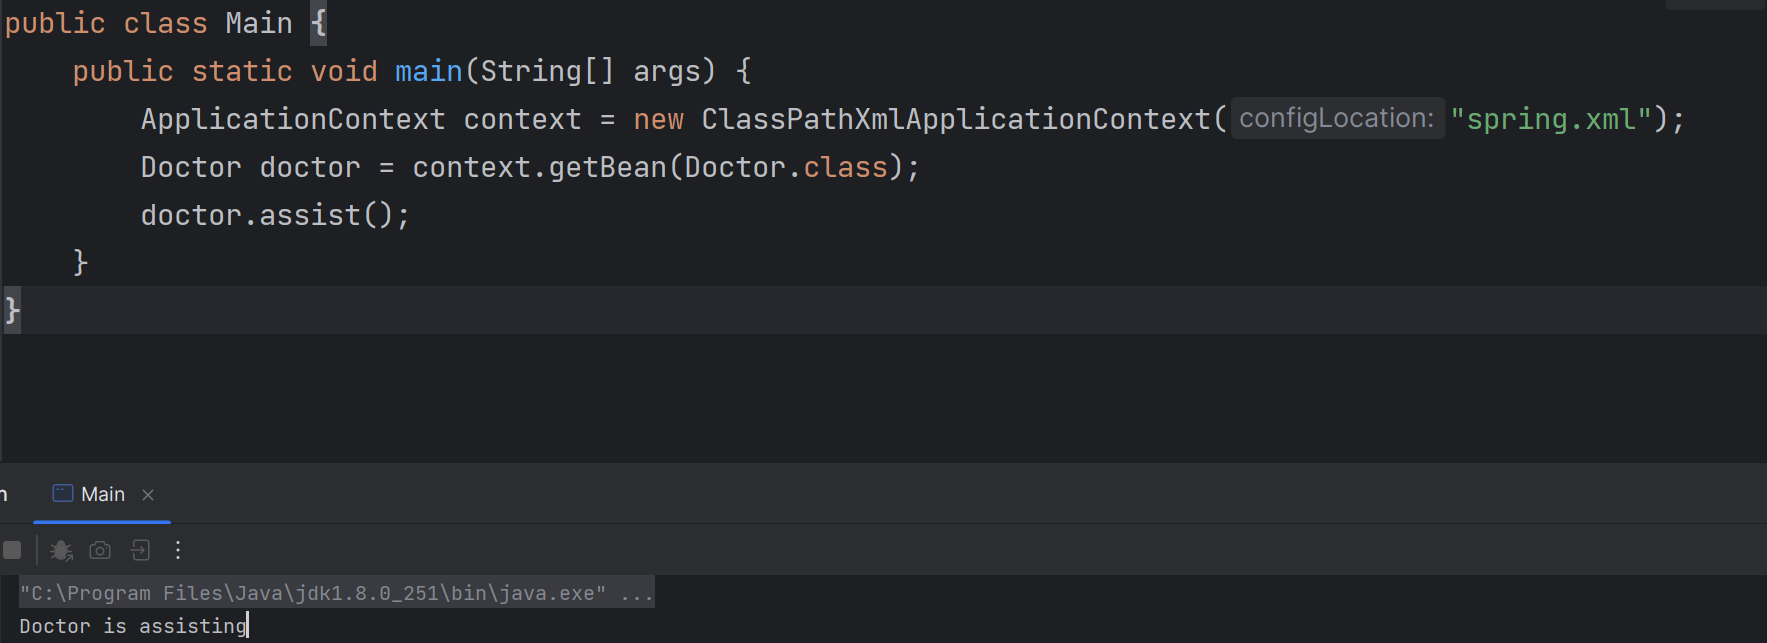 public class Main {
public static void main(String[] args) {
ApplicationContext context = new ClassPathXmlApplicationContext( configLocation: "spring.xml");
Doctor doctor = context.getBean(Doctor.class);
doctor.assist();
}
}
Main
"C:\Program Files\Java\jdk1.8.0_251\bin\java.exe" ...
Doctor is assisting